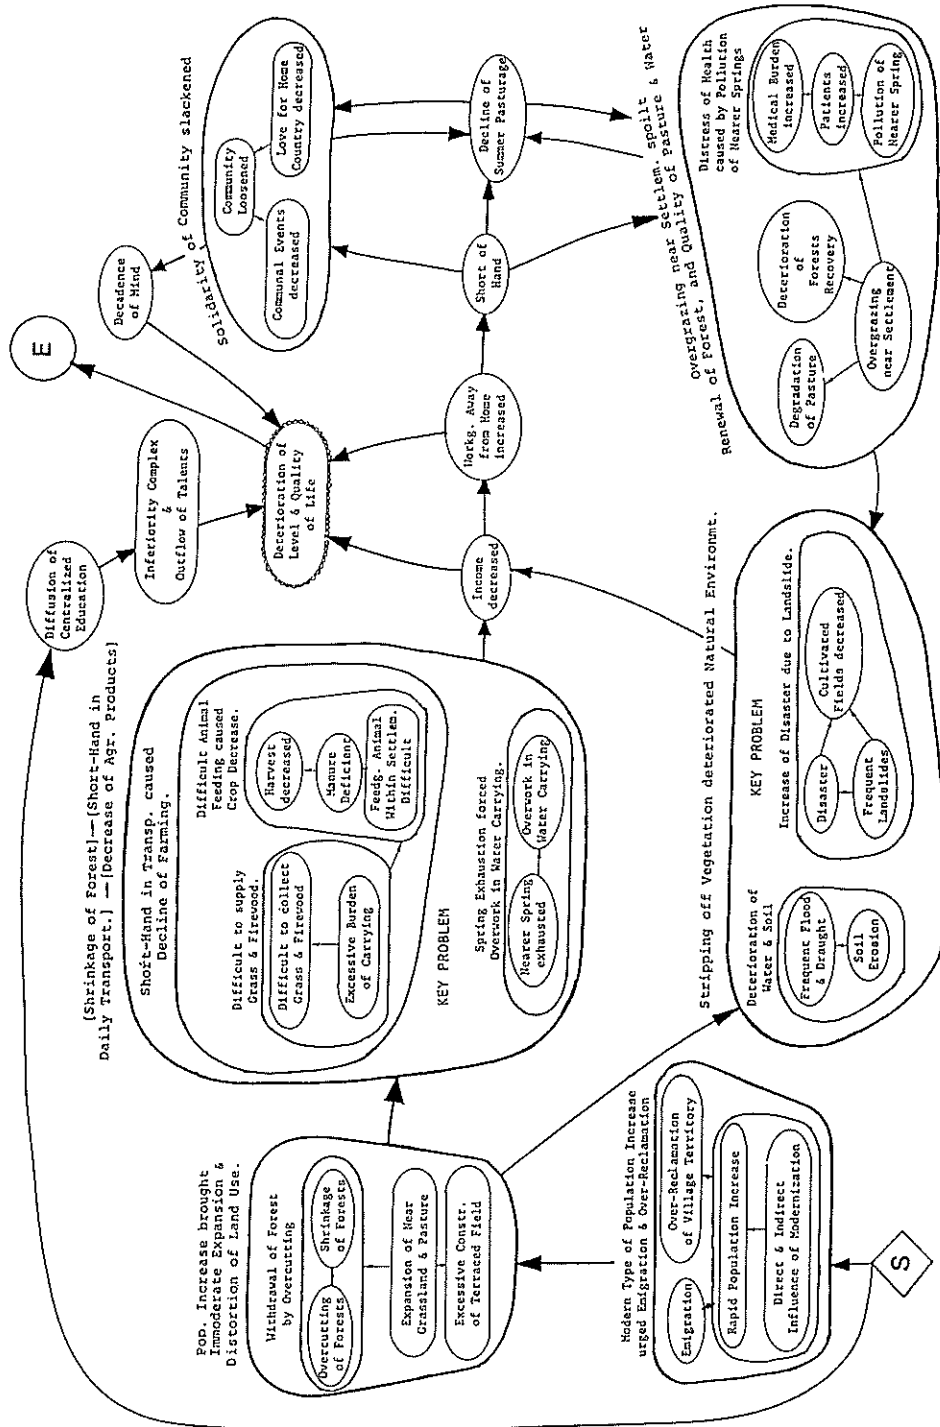 [Shrinkage of Forest]—[Short-Hand in
Daily Transport.] —[Decrease of Agr. Products]
Pop. Increase brought
Immoderate Expansion &
Distortion of Land Use.
Withdrawal of Forest
by Overcutting
Overcutting
of Forests
Shrinkage
of Forests
Expansion of Near
Grassland & Pasture
Excessive Constr.
of Terraced Field
Modern Type of Population Increase
urged Emigration & Over-Reclamation
Emigration
Over-Reclamation
of Village Territory
Rapid Population Increase
Direct & Indirect
Influence of Modernization
S
Shoft-Hand in Transp. caused
Decline of Farming.
Difficult to supply
Grass & Firewood.
Difficult to collect
Grass & Firewood
Excessive Burden
of Carrying
Difficult Animal
Feeding caused
Crop Decrease.
Harvest
decreased
Manure
Deficient
Feedg. Animal
Within Settlem.
Difficult
KEY PROBLEM
Spring Exhaustion forced
Overwork in Water Carrying.
Nearer Spring
exhausted
Overwork in
Water Carrying
Stripping off Vegetation deteriorated Natural Environmt.
KEY PROBLEM
Deterioration of
Water & Soil
Frequent Flood
& Draught
Soil
Erosion
Increase of Disaster due to Landslide.
Disaster
Cultivated
Fields decreased
Frequent
Landslides
Diffusion of
Centralized
Education
Inferiority Complex
&
Outflow of Talents
Deterioration of
Level & Quality
of Life
E
Income
decreased
Workg. Away
from Home
increased
Short of
Hand
Decline of
Summer Pasturage
Decadence
of Mind
Solidarity of Community slackened
Community
Loosened
Communal Events
decreased
Love for Home
Country decreased
Overgrazing near Settlem. spoilt
Renewal of Forest, and Quality of Pasture & Water
Degradation
of Pasture
Deterioration
of
Forests
Recovery
Overgrazing
near Settlement
Distress of Health
caused by Pollution
of Nearer Springs
Medical Burden
increased
Patients
increased
Pollution of
Nearer Spring